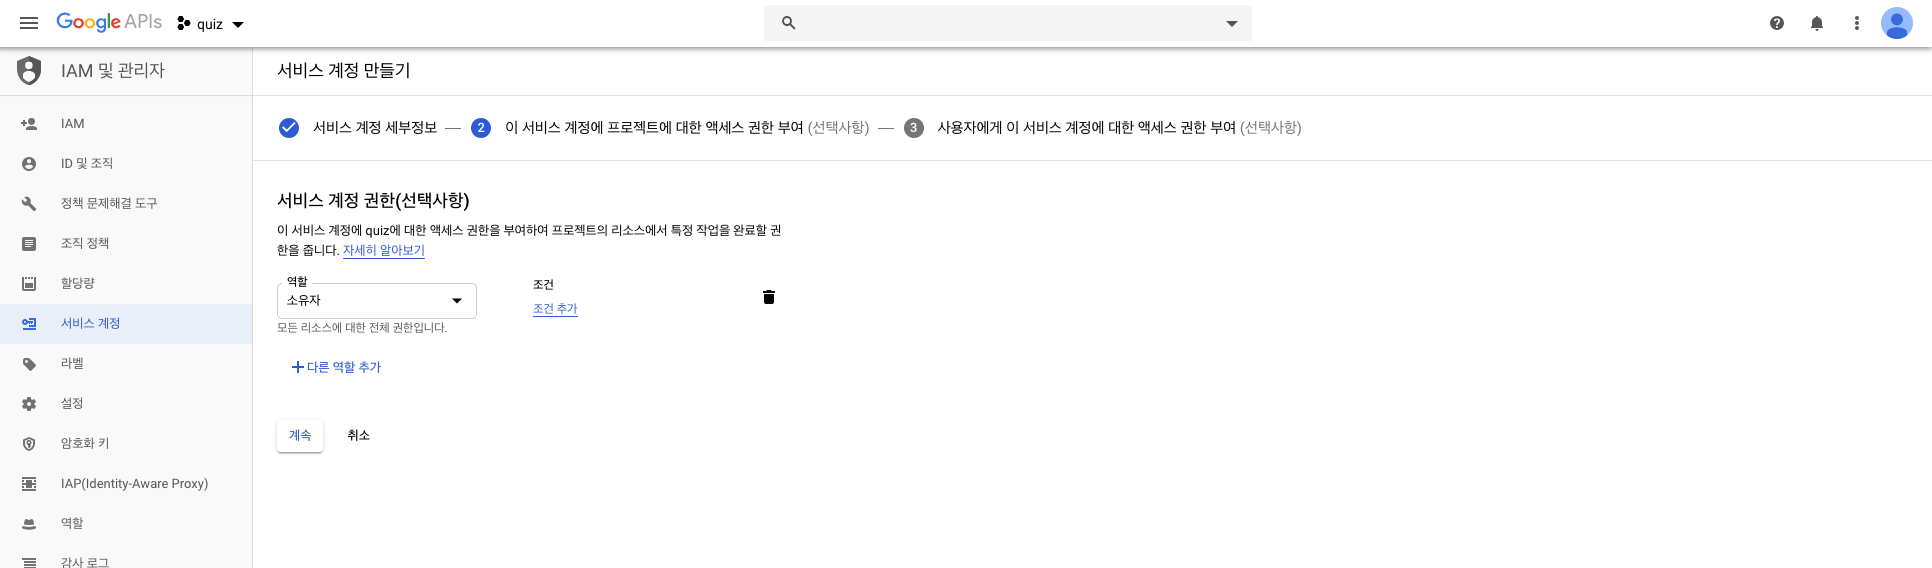 Google APIs quiz
IAM 및 관리자
서비스 계정 만들기
IAM
ID 및 조직
정책 문제해결 도구
조직 정책
할당량
서비스 계정
라벨
설정
암호화 키
IAP(Identity-Aware Proxy)
역할
감사 로그
서비스 계정 세부정보 — 2 이 서비스 계정에 프로젝트에 대한 액세스 권한 부여 (선택사항) — 3 사용자에게 이 서비스 계정에 대한 액세스 권한 부여 (선택사항)
서비스 계정 권한(선택사항)
이 서비스 계정에 quiz에 대한 액세스 권한을 부여하여 프로젝트의 리소스에서 특정 작업을 완료할 권
한을 줍니다. 자세히 알아보기
역할
소유자
모든 리소스에 대한 전체 권한입니다.
조건
조건 추가
+ 다른 역할 추가
계속 취소